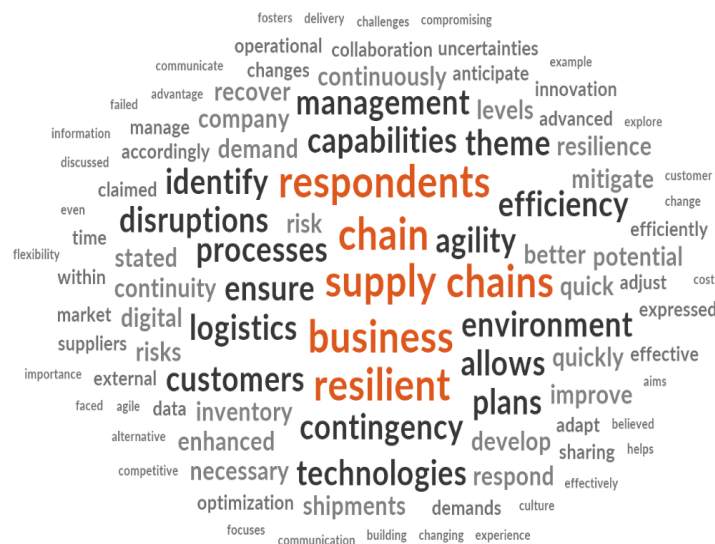 fosters delivery challenges compromising
operational collaboration uncertainties
communicate changes continuously anticipate example
failed advantage recover management levels innovation
information manage company capabilities theme advanced explore
discussed accordingly demand resilience
claimed identify respondents mitigate customer
even disruptions risk chain efficiency change
flexibility time stated processes agility better potential efficiently
within continuity ensure supply chains quick adjust cost
market digital logistics business environment expressed
suppliers risks allows quickly effective
importance external customers resilient plans improve aims
faced agile data inventory contingency adapt believed
alternative enhanced develop sharing helps
competitive necessary technologies respond effectively
optimization shipments demands culture
focuses communication building changing experience